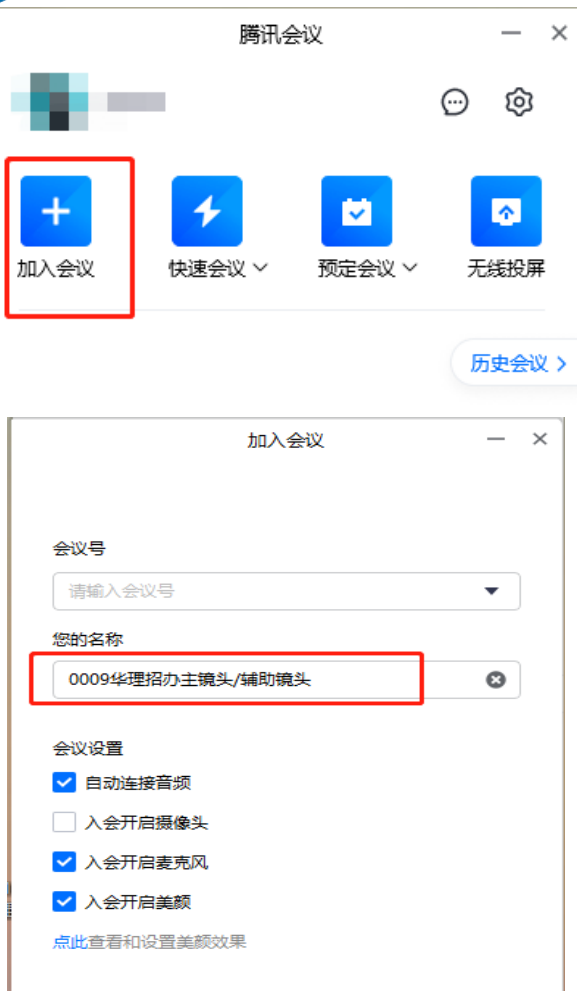 腾讯会议
加入会议 快速会议 预定会议 无线投屏
历史会议
加入会议
会议号
请输入会议号
您的名称
0009华理招办主镜头/辅助镜头
会议设置
自动连接音频
入会开启摄像头
入会开启麦克风
入会开启美颜
点此查看和设置美颜效果